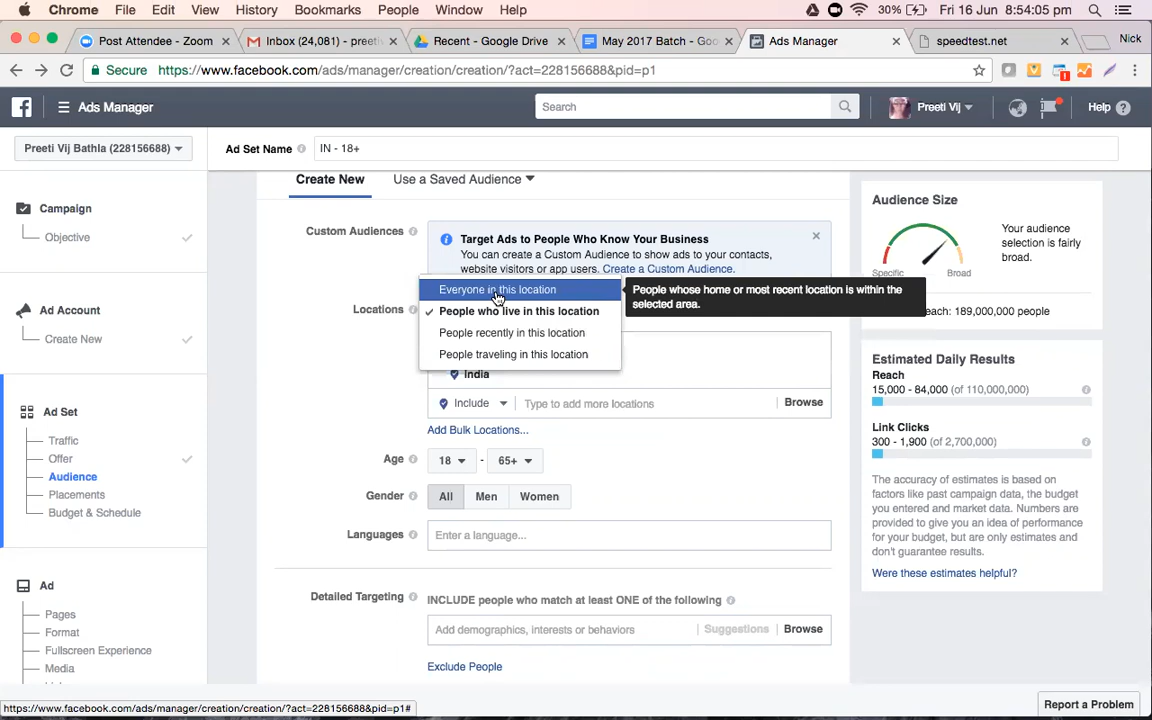 Chrome File Edit View History Bookmarks People Window Help 30% Fri 16 Jun 8:54:05 pm
Post Attendee - Zoom Inbox (24,081) - preeti Recent - Google Drive May 2017 Batch - Go Ads Manager speedtest.net Nick
Secure https://www.facebook.com/ads/manager/creation/creation/?act=228156688&pid=p1
Ads Manager Search Preeti Vij Help
Preeti Vij Bathla (228156688) Ad Set Name IN - 18+
Create New Use a Saved Audience
Campaign
Objective
Ad Account
Create New
Ad Set
Traffic
Offer
Audience
Placements
Budget & Schedule
Ad
Pages
Format
Fullscreen Experience
Media
Custom Audiences
Target Ads to People Who Know Your Business
You can create a Custom Audience to show ads to your contacts,
website visitors or app users. Create a Custom Audience.
Locations
Everyone in this location
People who live in this location
People recently in this location
People traveling in this location
People whose home or most recent location is within the
selected area.
India
Include Type to add more locations Browse
Add Bulk Locations...
Age 18 - 65+
Gender All Men Women
Languages Enter a language...
Detailed Targeting INCLUDE people who match at least ONE of the following
Add demographics, interests or behaviors Suggestions Browse
Exclude People
Audience Size
Your audience
selection is fairly
broad.
Specific Broad
reach: 189,000,000 people
Estimated Daily Results
Reach
15,000 - 84,000 (of 110,000,000)
Link Clicks
300 - 1,900 (of 2,700,000)
The accuracy of estimates is based on
factors like past campaign data, the budget
you entered and market data. Numbers are
provided to give you an idea of performance
for your budget, but are only estimates and
don't guarantee results.
Were these estimates helpful?
https://www.facebook.com/ads/manager/creation/creation/?act=228156688&pid=p1#
Report a Problem